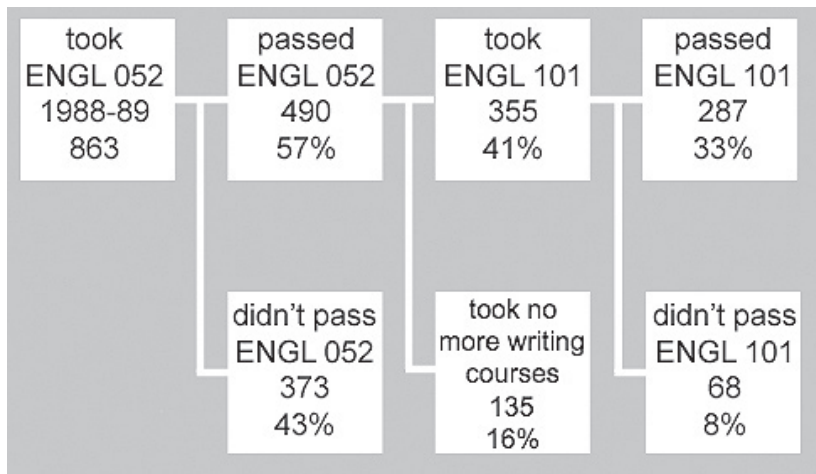 took
ENGL 052
1988-89
863
passed
ENGL 052
490
57%
took
ENGL 101
355
41%
passed
ENGL 101
287
33%
didn't pass
ENGL 052
373
43%
took no
more writing
courses
135
16%
didn't pass
ENGL 101
68
8%